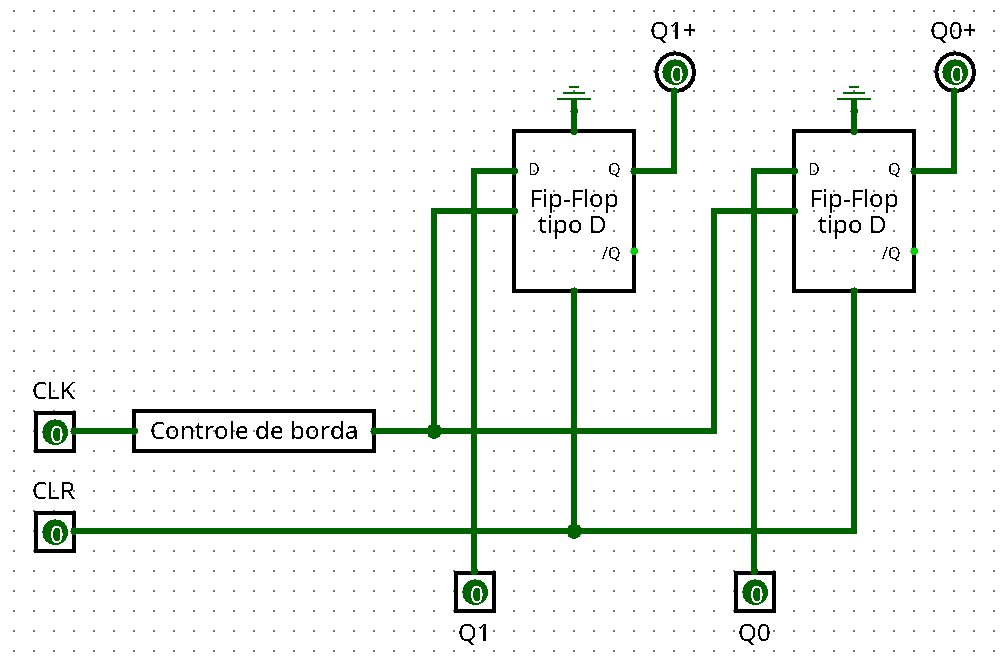 Q1+
Q0+
0
0
D
Q
Fip-Flop
tipo D
/Q
D
Q
Fip-Flop
tipo D
/Q
CLK
0
Controle de borda
CLR
0
0
0
Q1
Q0